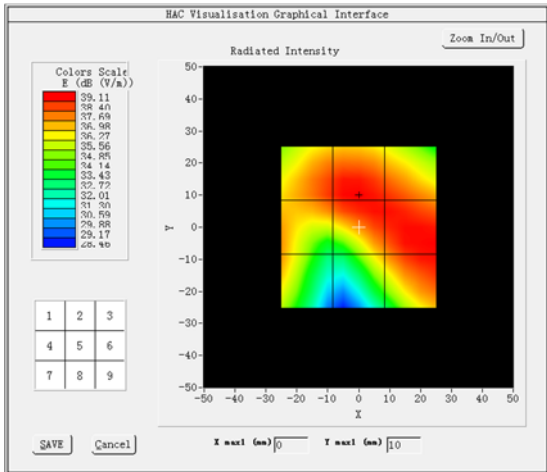 HAC Visualisation Graphical Interface
Zoom In/Out
Radiated Intensity
Colors Scale
E (dB (V/m))
39.11
38.40
37.69
36.98
36.27
35.56
34.85
34.14
33.43
32.72
32.01
31.30
30.59
29.88
29.17
28.46
50
40
30
20
10
0
-10
-20
-30
-40
-50
Y
-50 -40 -30 -20 -10 0 10 20 30 40 50
X
1 2 3
4 5 6
7 8 9
SAVE Cancel
X max1 (mm) 0 Y max1 (mm) 10